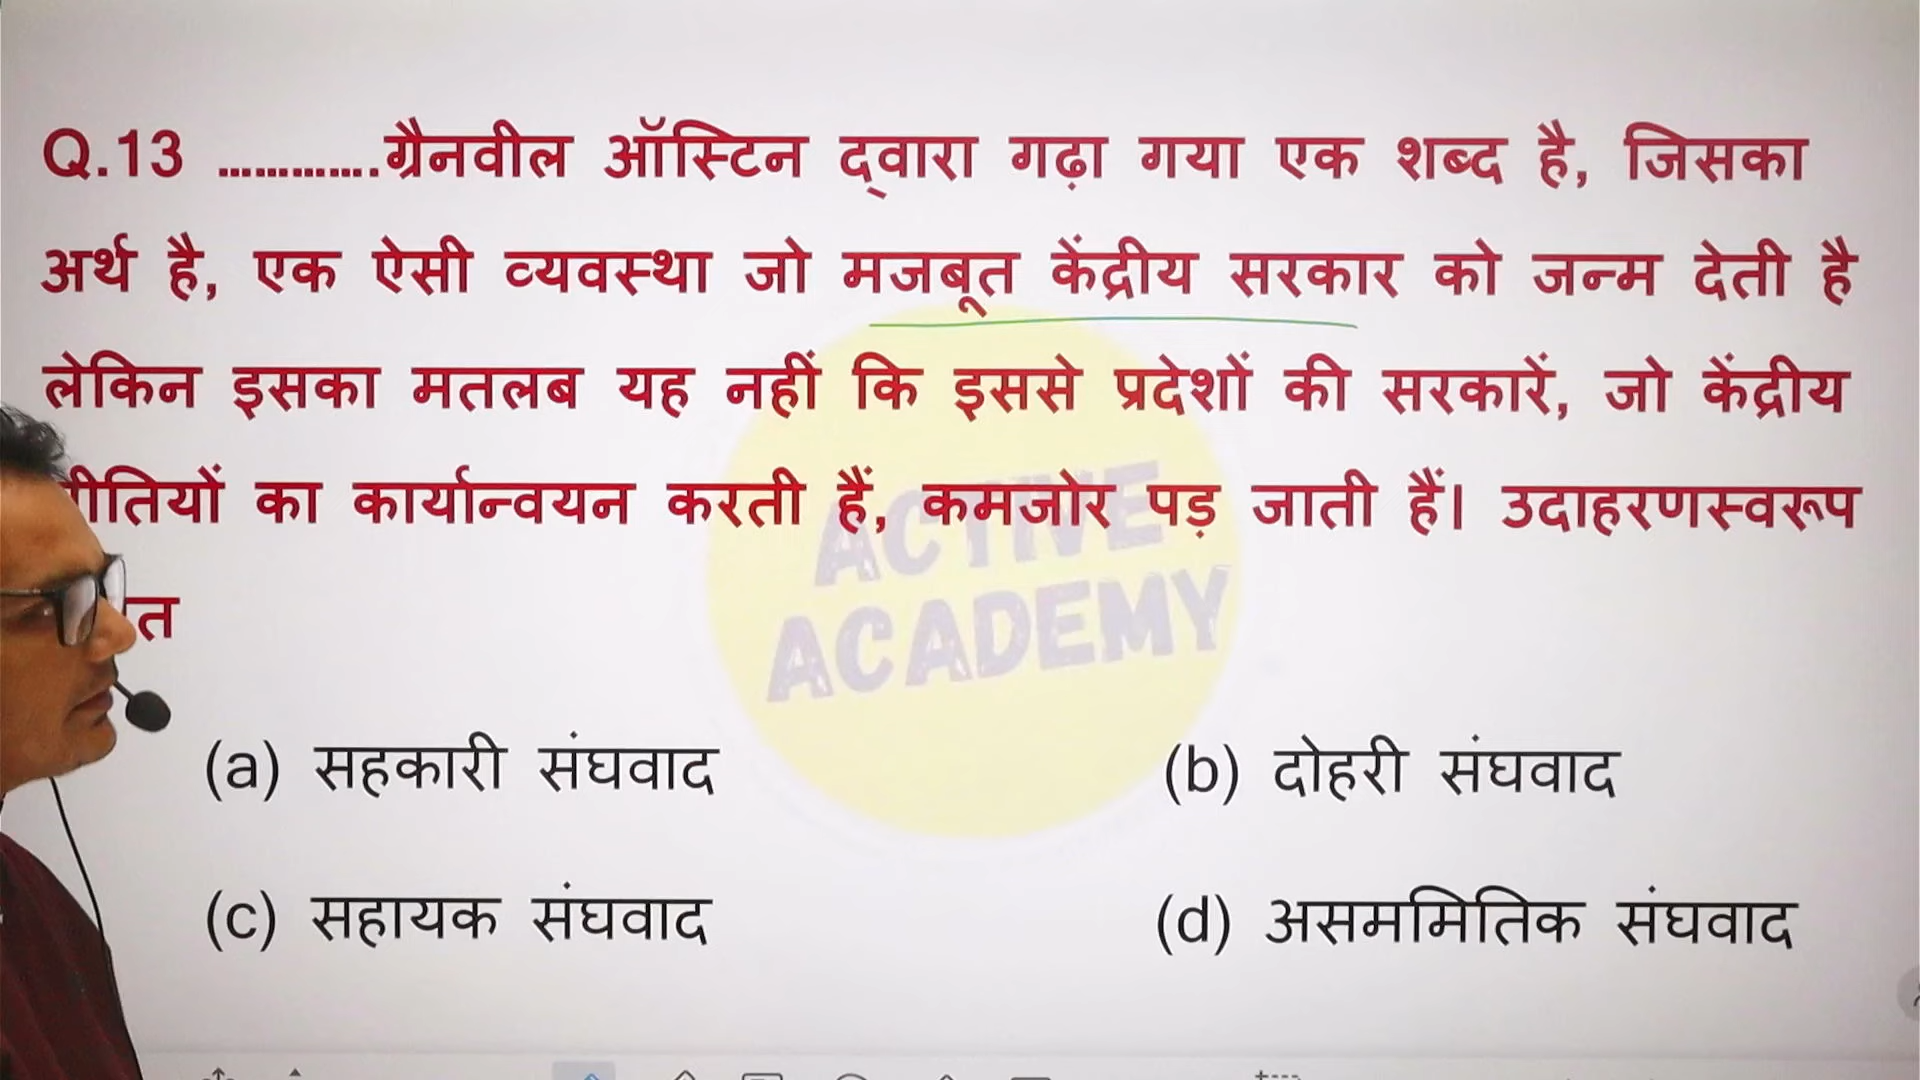 Q.13 .............ग्रैनवील ऑस्टिन द्वारा गढ़ा गया एक शब्द है, जिसका
अर्थ है, एक ऐसी व्यवस्था जो मजबूत केंद्रीय सरकार को जन्म देती है
लेकिन इसका मतलब यह नहीं कि इससे प्रदेशों की सरकारें, जो केंद्रीय
का कार्यान्वयन करती हैं, कमजोर पड़ जाती हैं। उदाहरणस्वरूप
ACTIVE
ACADEMY
(a) सहकारी संघवाद
(b) दोहरी संघवाद
(c) सहायक संघवाद
(d) असममितिक संघवाद